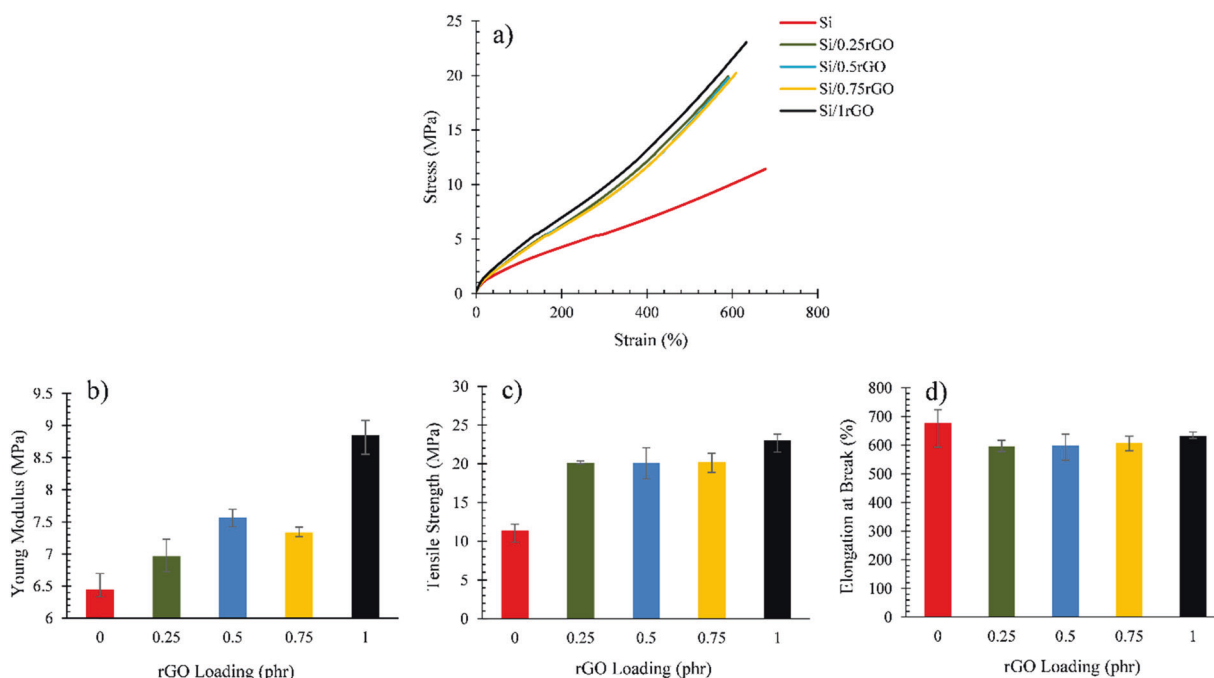 a)
Si
Si/0.25rGO
Si/0.5rGO
Si/0.75rGO
Si/1rGO
Stress (MPa)
25
20
15
10
5
0
0 200 400 600 800
Strain (%)
b)
Young Modulus (MPa)
9.5
9
8.5
8
7.5
7
6.5
6
0 0.25 0.5 0.75 1
rGO Loading (phr)
c)
Tensile Strength (MPa)
30
25
20
15
10
5
0
0 0.25 0.5 0.75 1
rGO Loading (phr)
d)
Elongation at Break (%)
800
700
600
500
400
300
200
100
0
0 0.25 0.5 0.75 1
rGO Loading (phr)